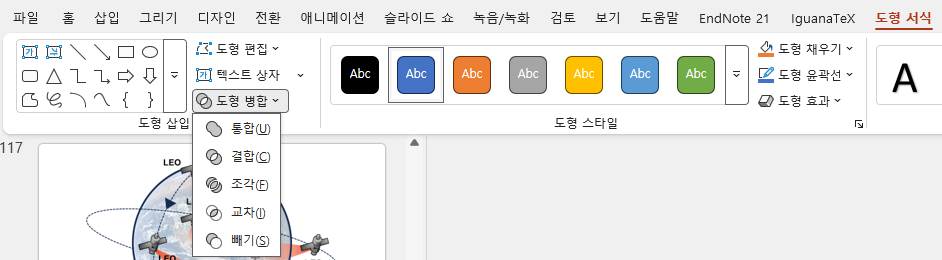 파일 홈 삽입 그리기 디자인 전환 애니메이션 슬라이드 쇼 녹음/녹화 검토 보기 도움말 EndNote 21 IguanaTeX 도형 서식
도형 편집
텍스트 상자
도형 병합
도형 삽입
통합(U)
결합(C)
조각(F)
교차(I)
빼기(S)
Abc Abc Abc Abc Abc Abc Abc
도형 스타일
도형 채우기
도형 윤곽선
도형 효과
A
117
LEO
LEO